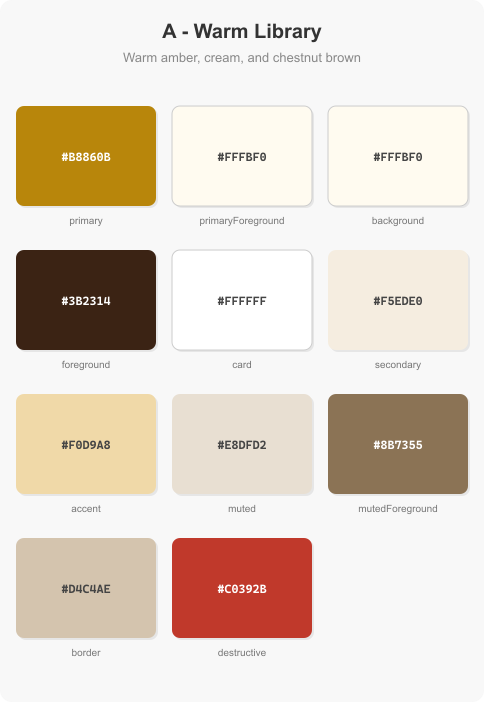 A - Warm Library
Warm amber, cream, and chestnut brown
#B8860B
#FFFBF0
#FFFBF0
primary
primaryForeground
background
#3B2314
#FFFFFF
#F5EDE0
foreground
card
secondary
#F0D9A8
#E8DFD2
#8B7355
accent
muted
mutedForeground
#D4C4AE
#C0392B
border
destructive